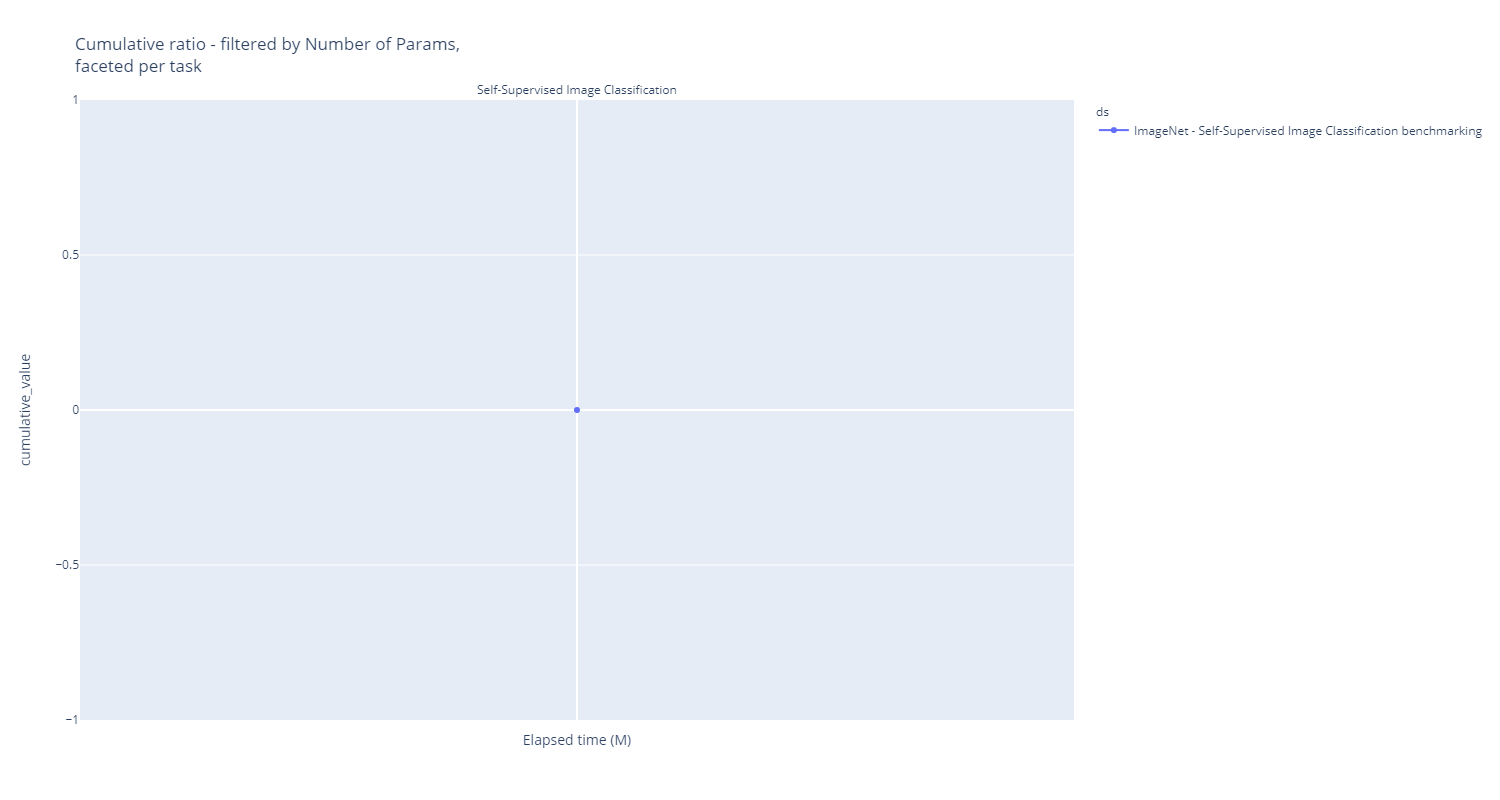 Cumulative ratio - filtered by Number of Params,
faceted per task
Self-Supervised Image Classification
1
0.5
0
−0.5
−1
cumulative_value
Elapsed time (M)
ds
ImageNet - Self-Supervised Image Classification benchmarking